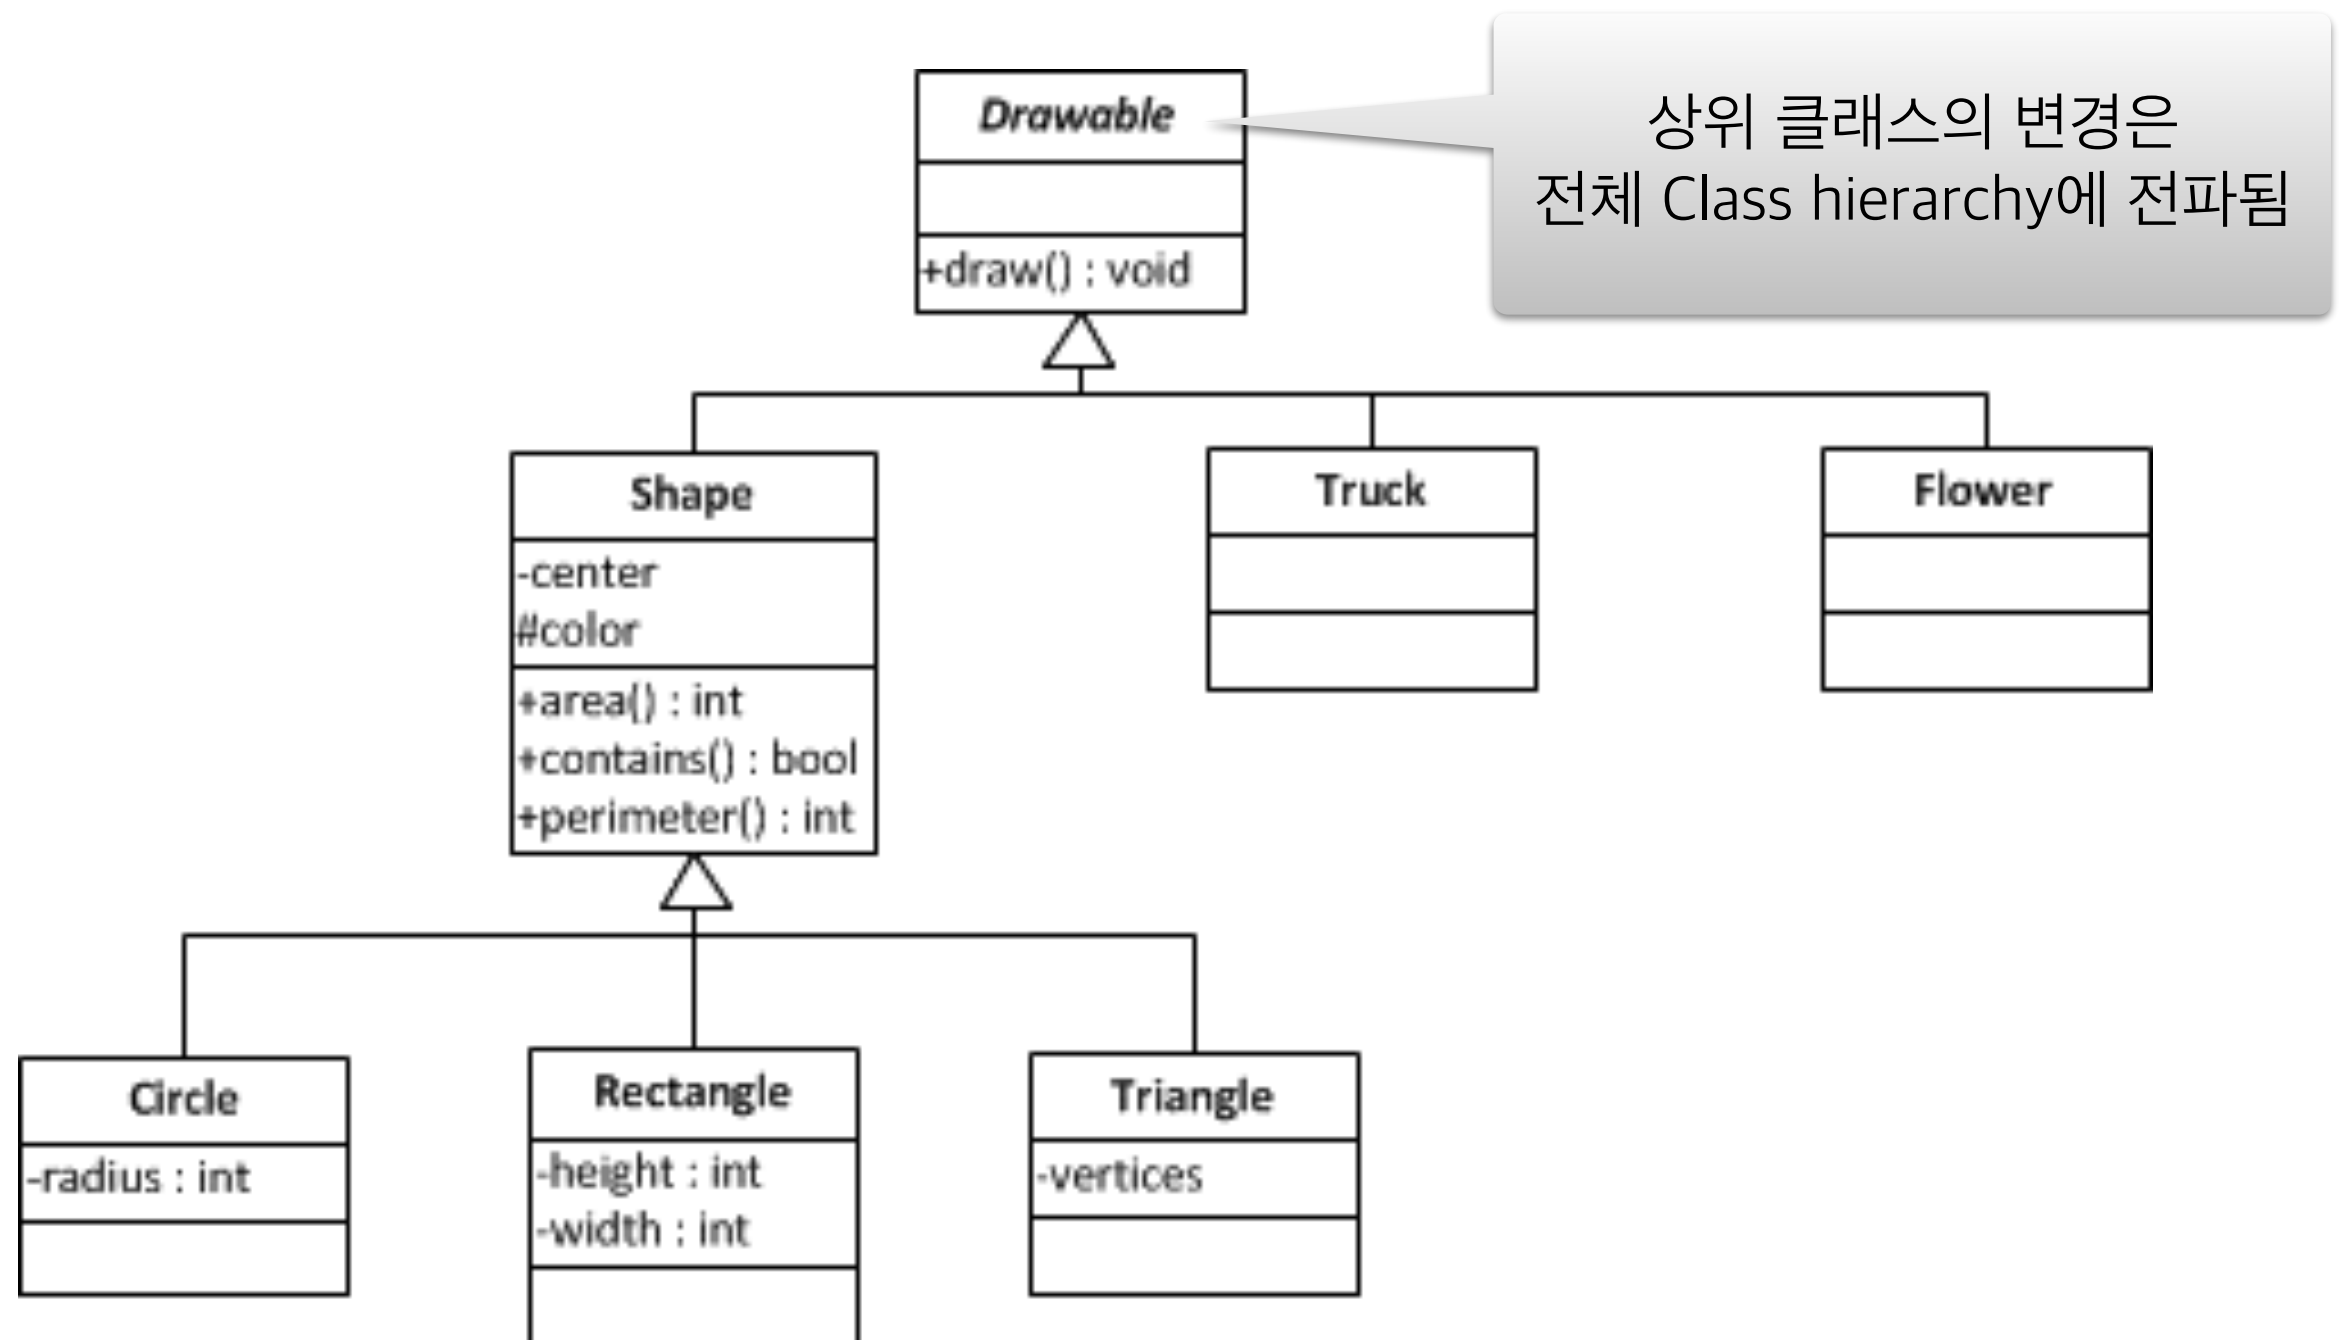 Drawable
+draw() : void
상위 클래스의 변경은
전체 Class hierarchy에 전파됨
Shape
-center
#color
+area() : int
+contains() : bool
+perimeter() : int
Truck
Flower
Circle
-radius : int
Rectangle
-height : int
-width : int
Triangle
-vertices